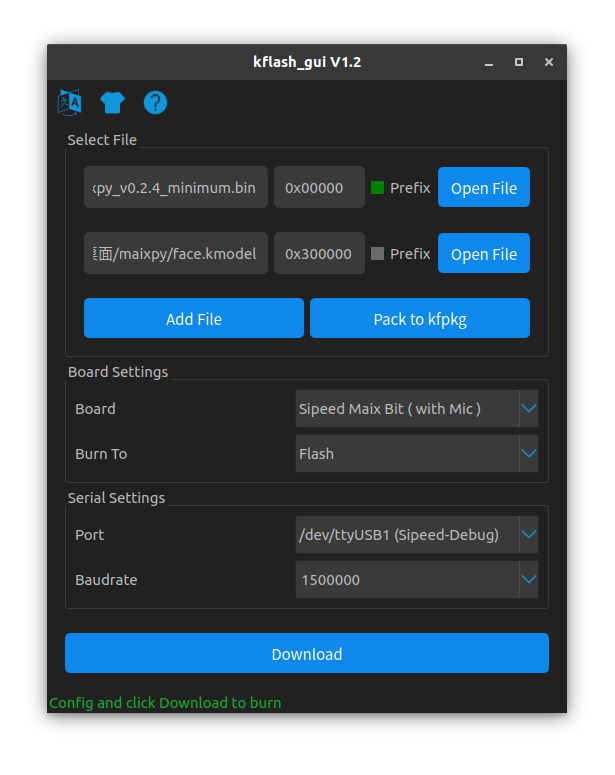 kflash_gui V1.2
Select File
py_v0.2.4_minimum.bin 0x00000 Prefix Open File
桌面/maixpy/face.kmodel 0x300000 Prefix Open File
Add File Pack to kfpkg
Board Settings
Board Sipeed Maix Bit ( with Mic )
Burn To Flash
Serial Settings
Port /dev/ttyUSB1 (Sipeed-Debug)
Baudrate 1500000
Download
Config and click Download to burn